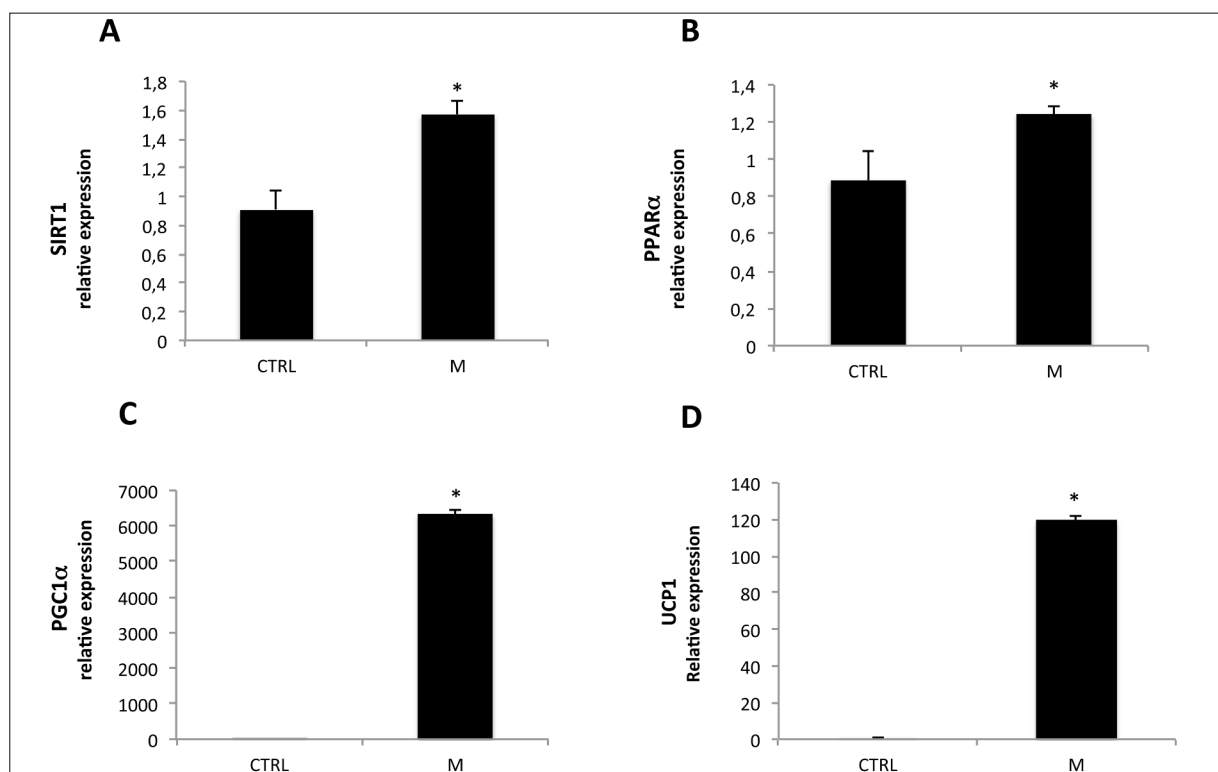 A
SIRT1
relative expression
1,8
1,6
1,4
1,2
1
0,8
0,6
0,4
0,2
0
*
CTRL
M
B
PPARα
relative expression
1,4
1,2
1
0,8
0,6
0,4
0,2
0
*
CTRL
M
C
PGC1α
relative expression
7000
6000
5000
4000
3000
2000
1000
0
*
CTRL
M
D
UCP1
Relative expression
140
120
100
80
60
40
20
0
*
CTRL
M